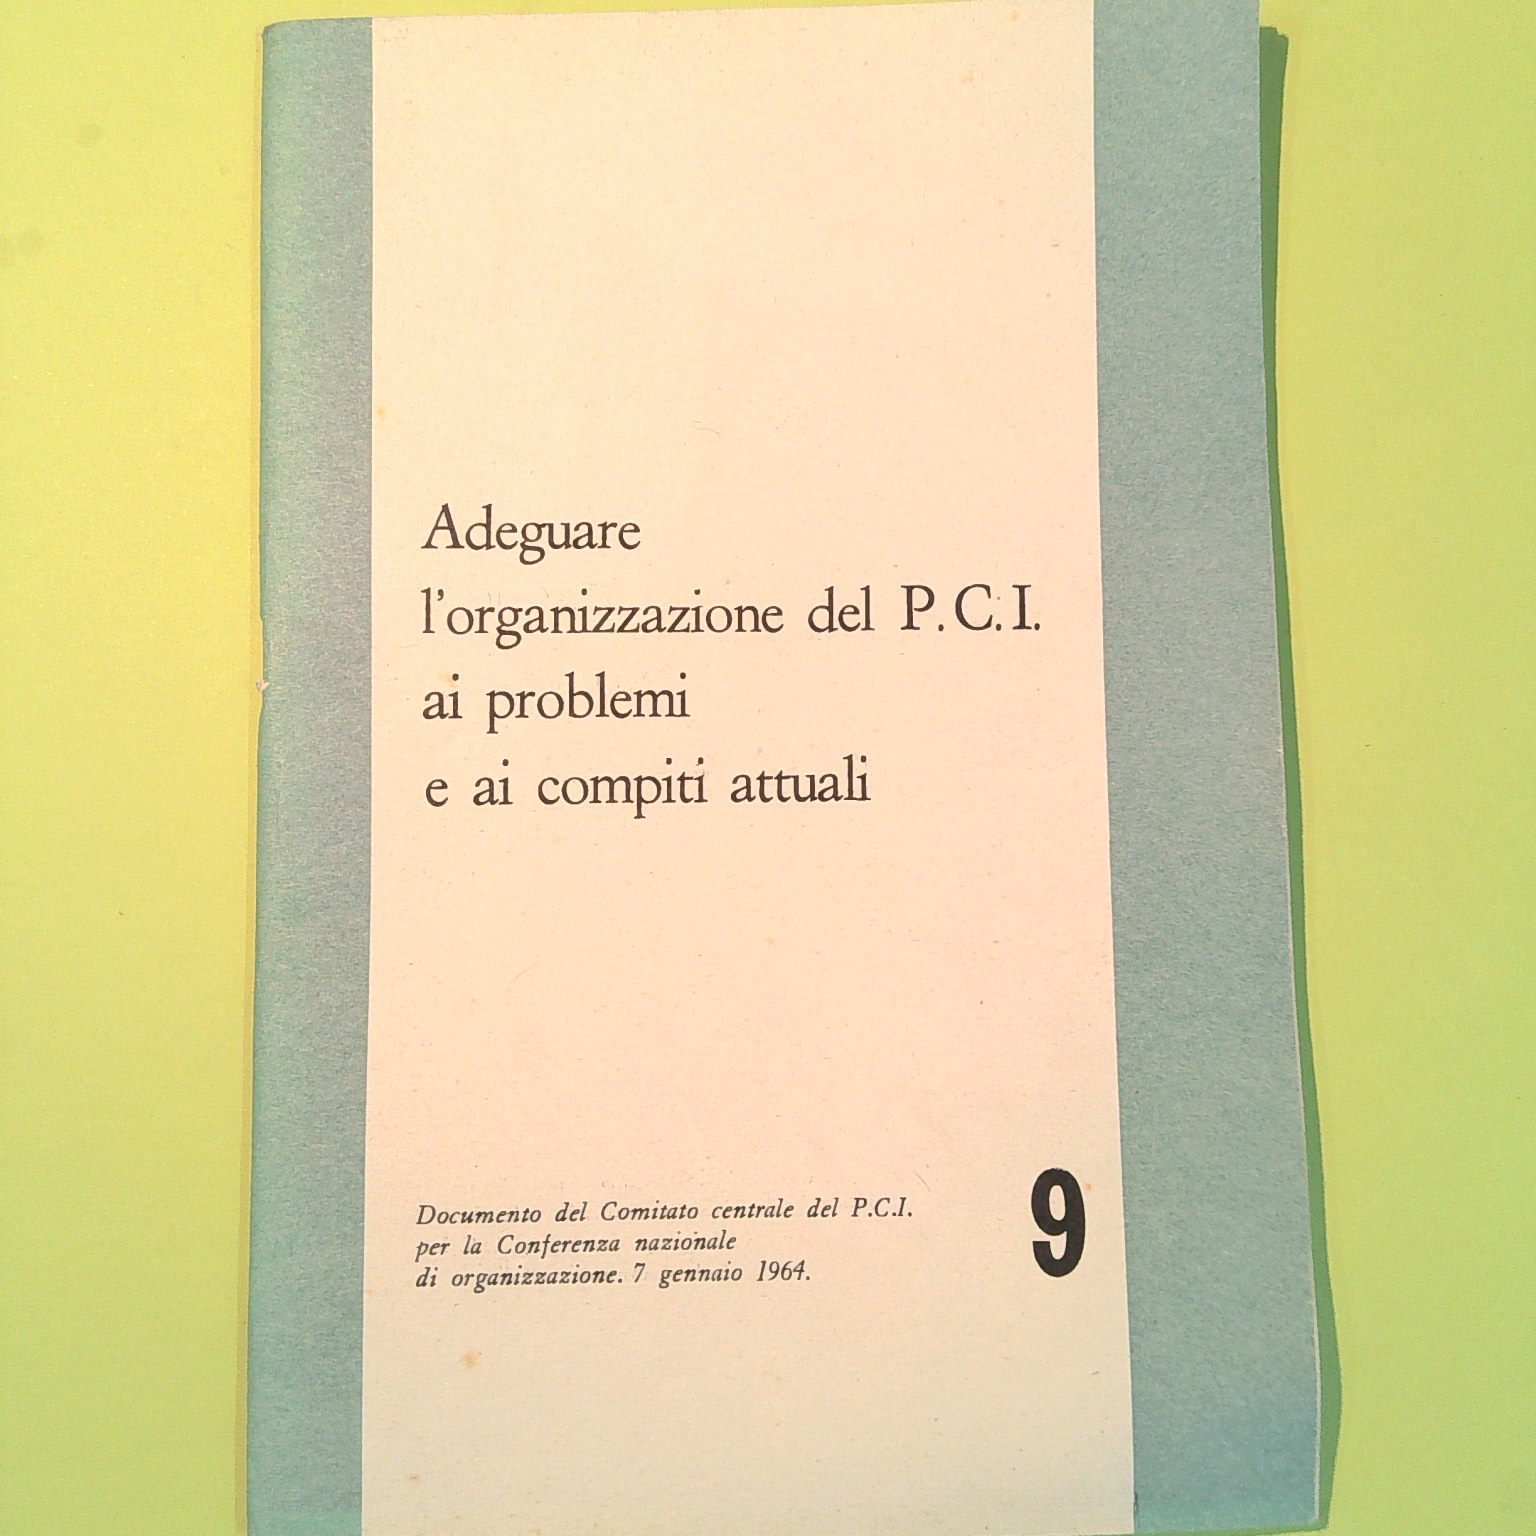 Adeguare
l'organizzazione del P.C.I.
ai problemi
e ai compiti attuali
Documento del Comitato centrale del P.C.I.
per la Conferenza nazionale
di organizzazione. 7 gennaio 1964.
9